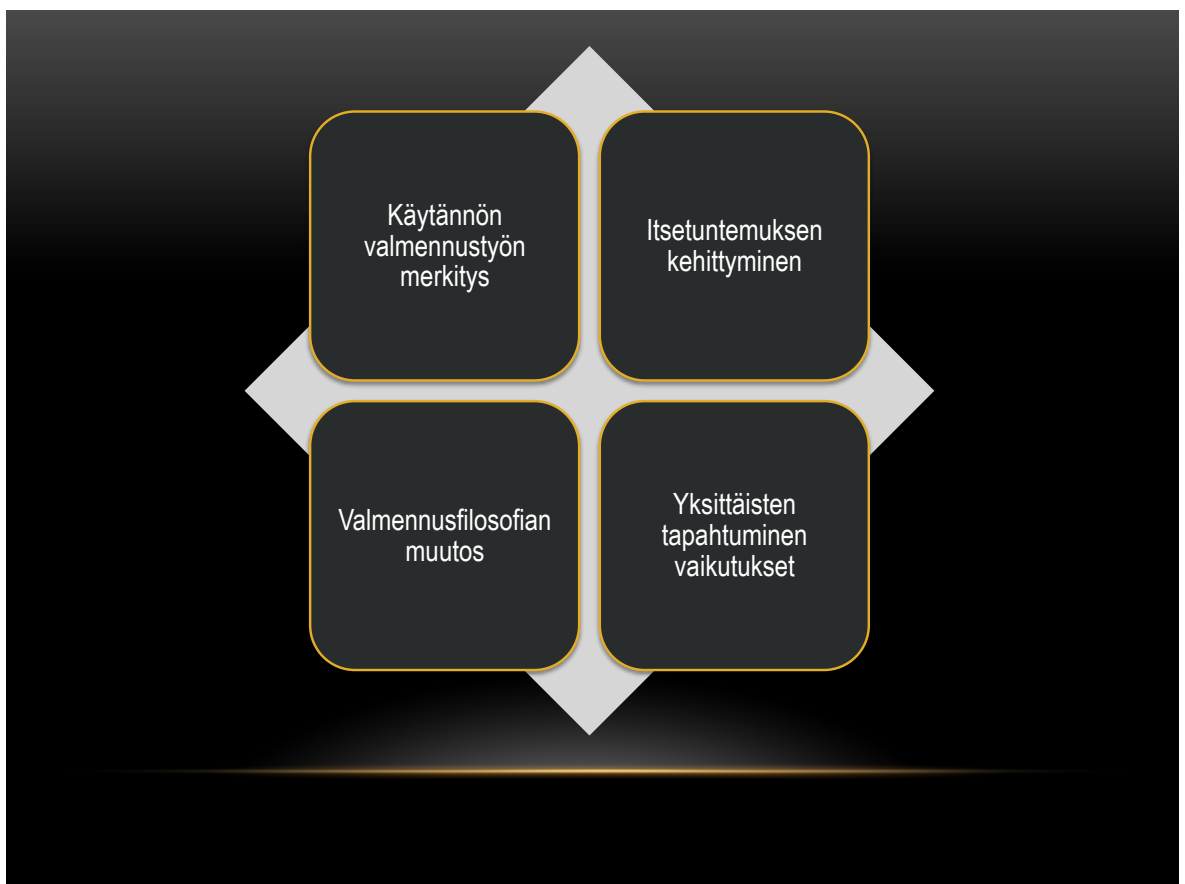 Käytännön
valmennustyön
merkitys
Itsetuntemuksen
kehittyminen
Valmennusfilosofian
muutos
Yksittäisten
tapahtuminen
vaikutukset